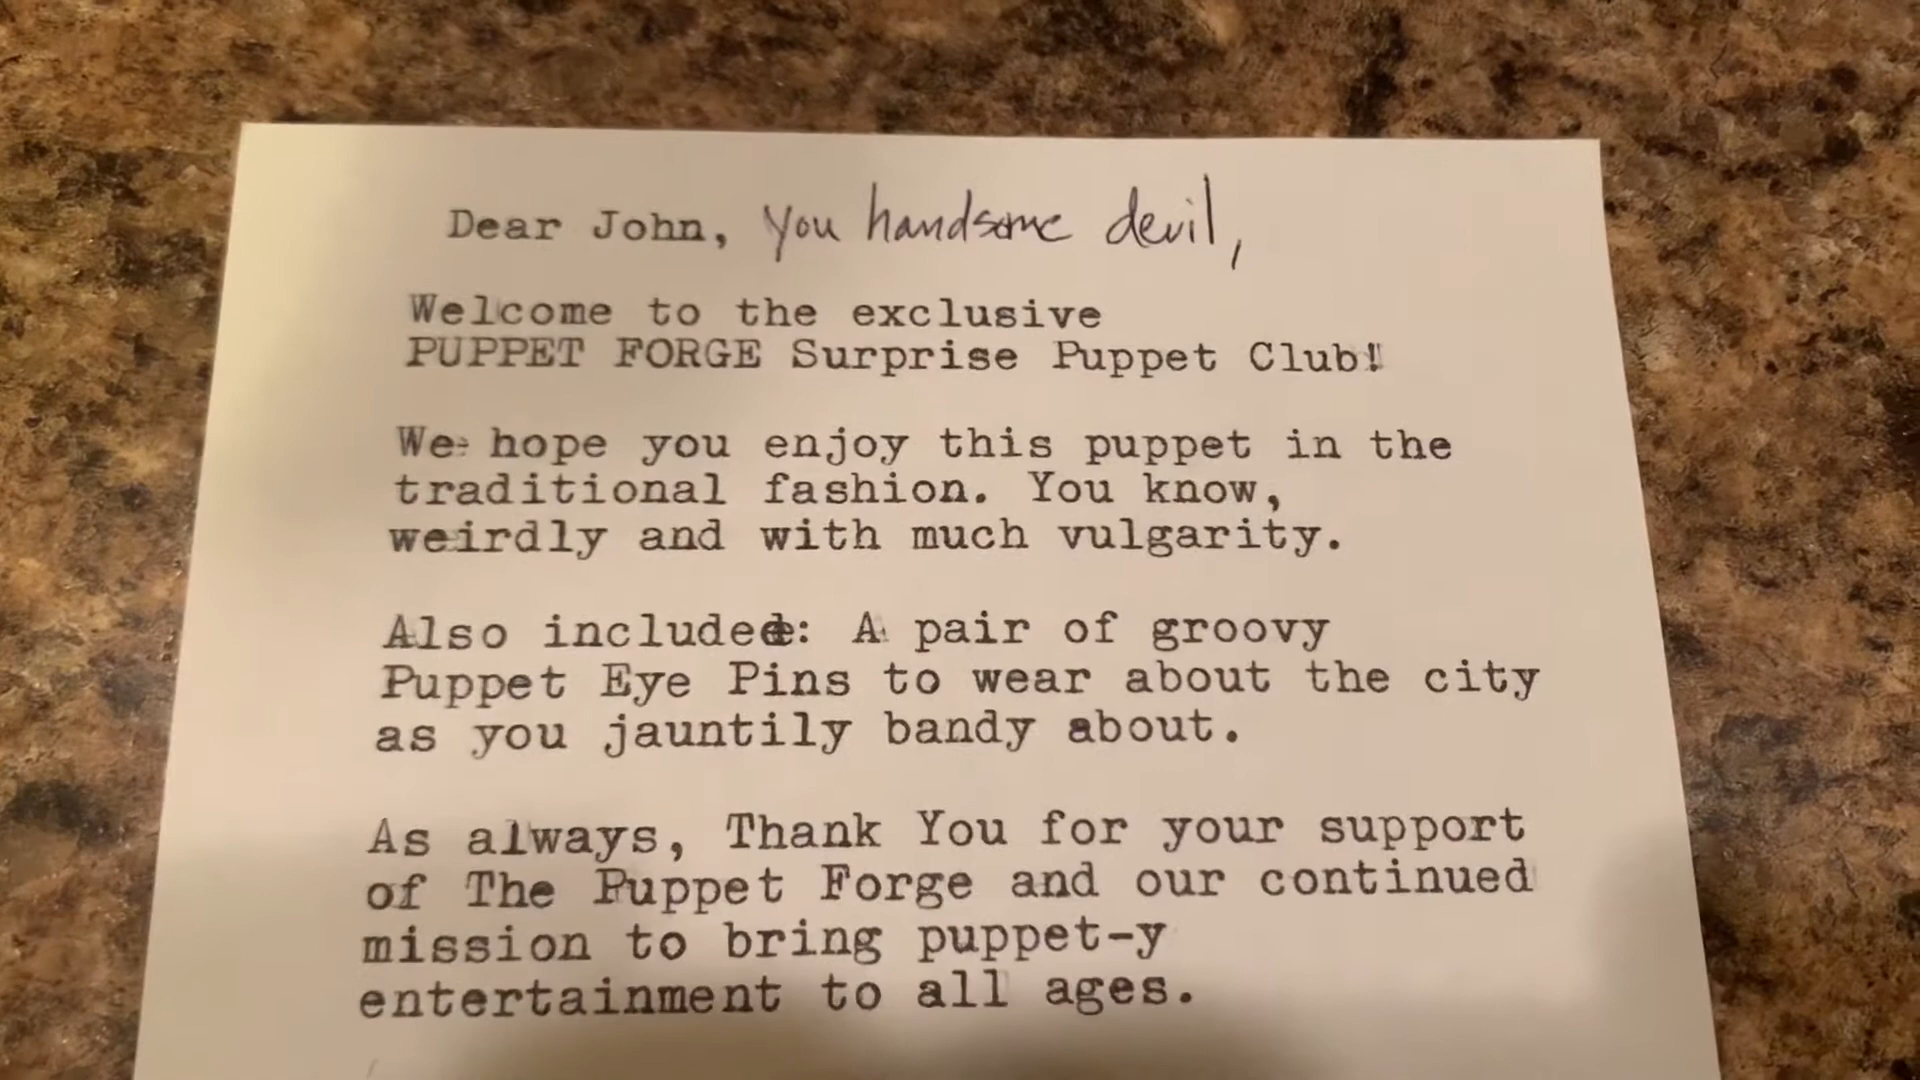 Dear John, you handsome devil,
Welcome to the exclusive
PUPPET FORGE Surprise Puppet Club!
We hope you enjoy this puppet in the
traditional fashion. You know,
weirdly and with much vulgarity.
Also included: A pair of groovy
Puppet Eye Pins to wear about the city
as you jauntily bandy about.
As always, Thank You for your support
of The Puppet Forge and our continued
mission to bring puppet-y
entertainment to all ages.